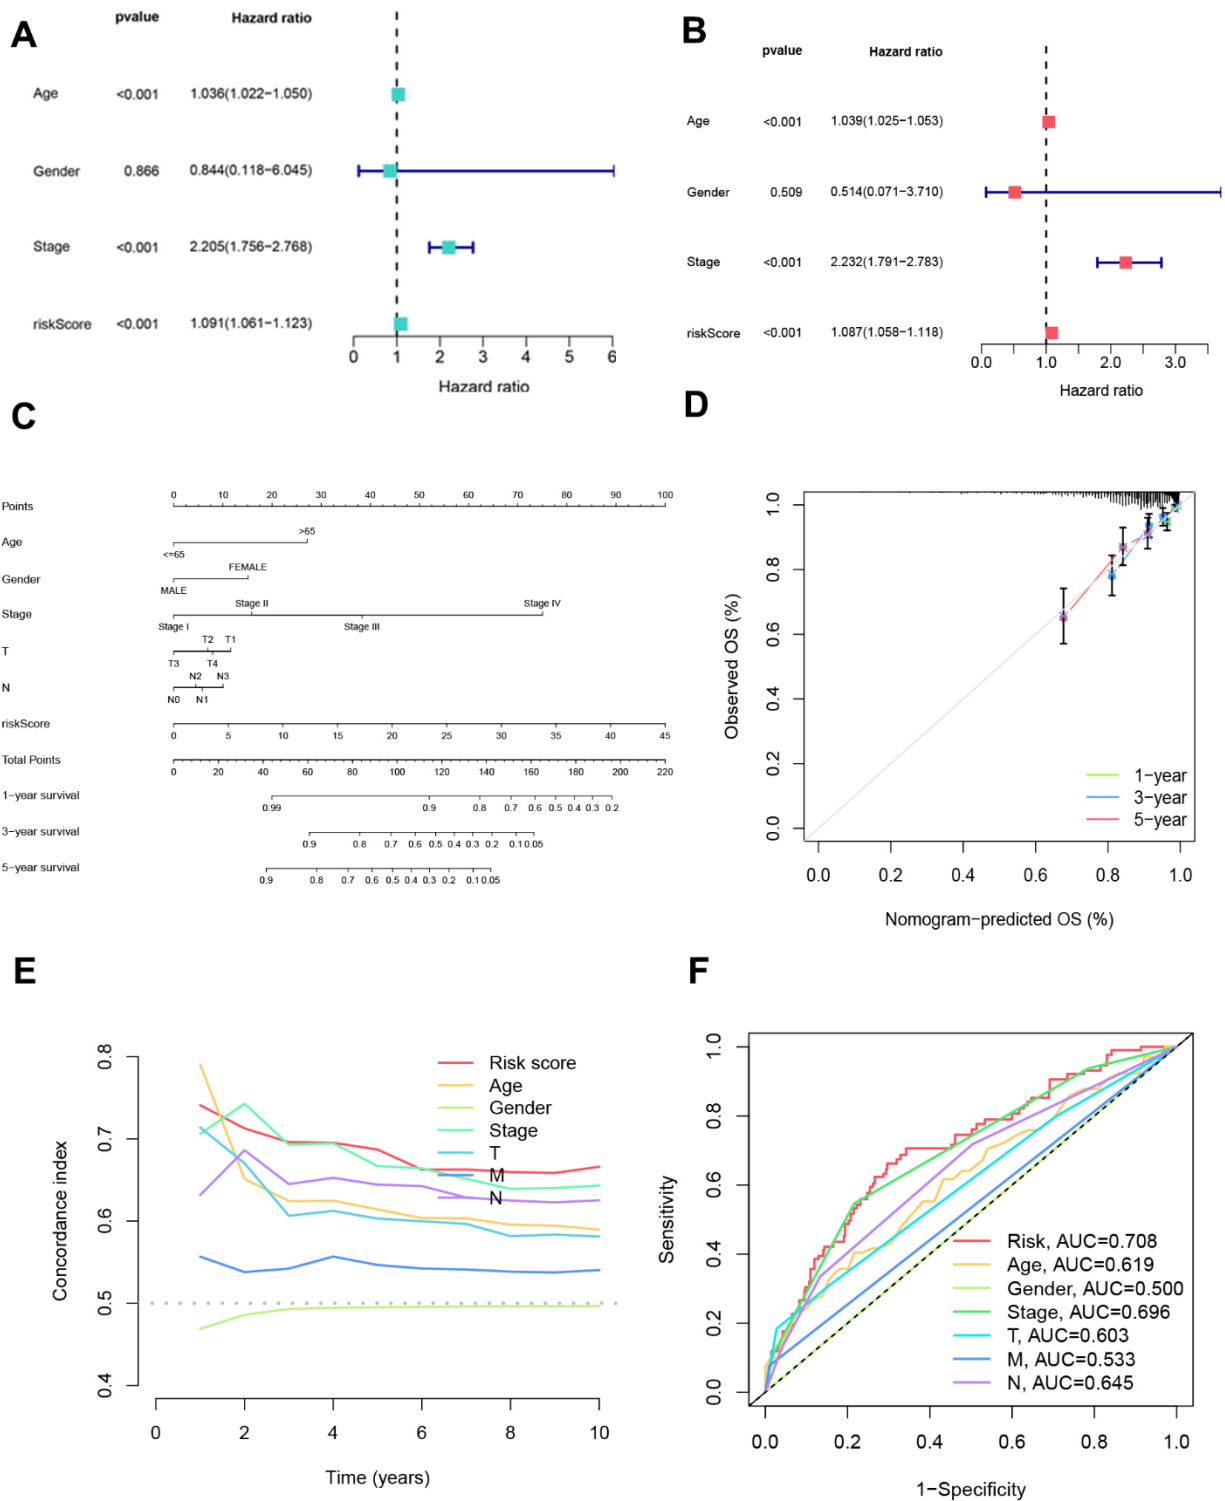 A
pvalue Hazard ratio
Age <0.001 1.036(1.022−1.050)
Gender 0.866 0.844(0.118−6.045)
Stage <0.001 2.205(1.756−2.768)
riskScore <0.001 1.091(1.061−1.123)
0 1 2 3 4 5 6
Hazard ratio
B
pvalue Hazard ratio
Age <0.001 1.039(1.025−1.053)
Gender 0.509 0.514(0.071−3.710)
Stage <0.001 2.232(1.791−2.783)
riskScore <0.001 1.087(1.058−1.118)
0.0 1.0 2.0 3.0
Hazard ratio
C
Points 0 10 20 30 40 50 60 70 80 90 100
Age >65
<=65
Gender FEMALE
MALE
Stage Stage II Stage IV
Stage I Stage III
T T2 T1
T3 T4
N N2 N3
N0 N1
riskScore 0 5 10 15 20 25 30 35 40 45
Total Points 0 20 40 60 80 100 120 140 160 180 200 220
1−year survival 0.99 0.9 0.8 0.7 0.6 0.5 0.4 0.3 0.2
3−year survival 0.9 0.8 0.7 0.6 0.5 0.4 0.3 0.2 0.1 0.05
5−year survival 0.9 0.8 0.7 0.6 0.5 0.4 0.3 0.2 0.1 0.05
D
Observed OS (%)
1.0
0.8
0.6
0.4
0.2
0.0
1−year
3−year
5−year
0.0 0.2 0.4 0.6 0.8 1.0
Nomogram−predicted OS (%)
E
Concordance index
0.8
0.7
0.6
0.5
0.4
Risk score
Age
Gender
Stage
T
M
N
0 2 4 6 8 10
Time (years)
F
Sensitivity
1.0
0.8
0.6
0.4
0.2
0.0
Risk, AUC=0.708
Age, AUC=0.619
Gender, AUC=0.500
Stage, AUC=0.696
T, AUC=0.603
M, AUC=0.533
N, AUC=0.645
0.0 0.2 0.4 0.6 0.8 1.0
1−Specificity